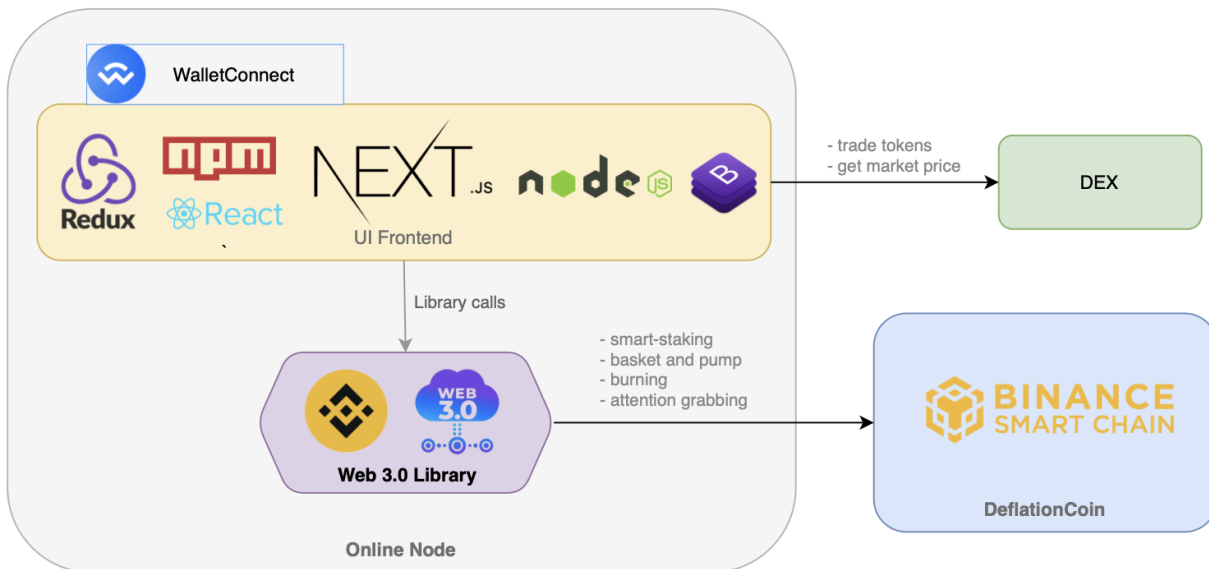 WalletConnect
Redux
npm
React
`
NEXT.JS
node
JS
B
UI Frontend
- trade tokens
- get market price
DEX
Library calls
- smart-staking
- basket and pump
- burning
- attention grabbing
WEB
3.0
Web 3.0 Library
BINANCE
SMART CHAIN
DeflationCoin
Online Node